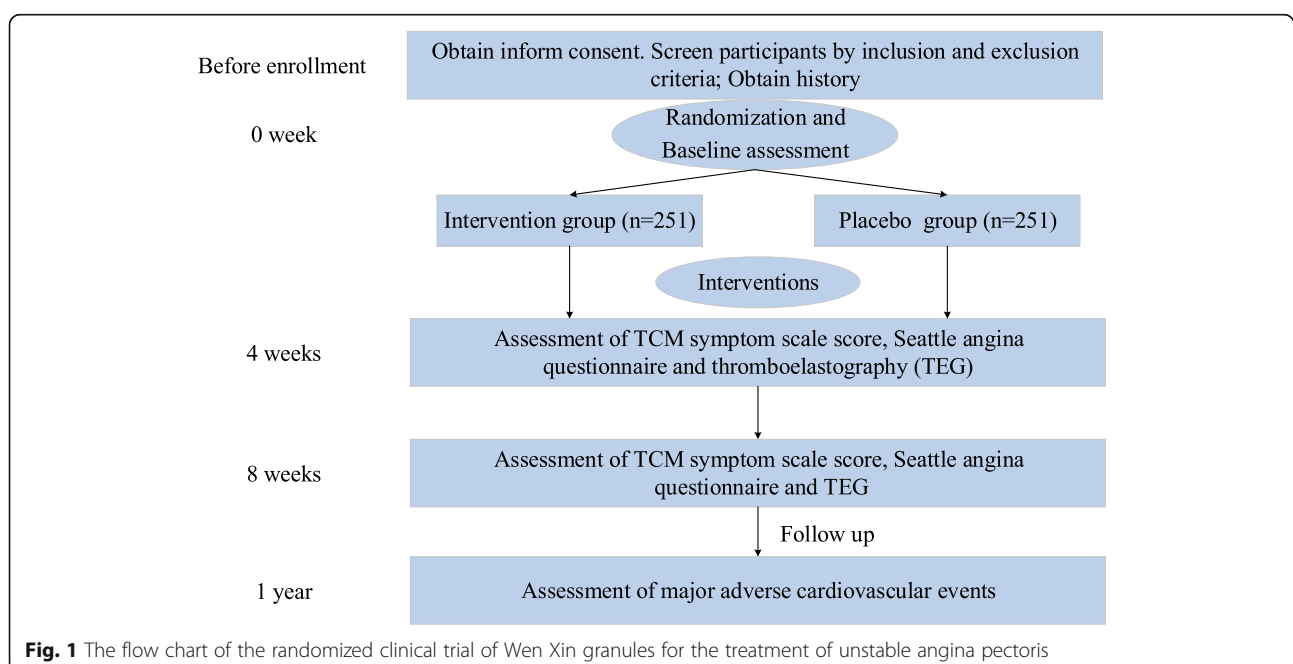 Before enrollment
Obtain inform consent. Screen participants by inclusion and exclusion
criteria; Obtain history
0 week
Randomization and
Baseline assessment
Intervention group (n=251)
Placebo group (n=251)
Interventions
4 weeks
Assessment of TCM symptom scale score, Seattle angina
questionnaire and thromboelastography (TEG)
8 weeks
Assessment of TCM symptom scale score, Seattle angina
questionnaire and TEG
Follow up
1 year
Assessment of major adverse cardiovascular events
Fig. 1 The flow chart of the randomized clinical trial of Wen Xin granules for the treatment of unstable angina pectoris